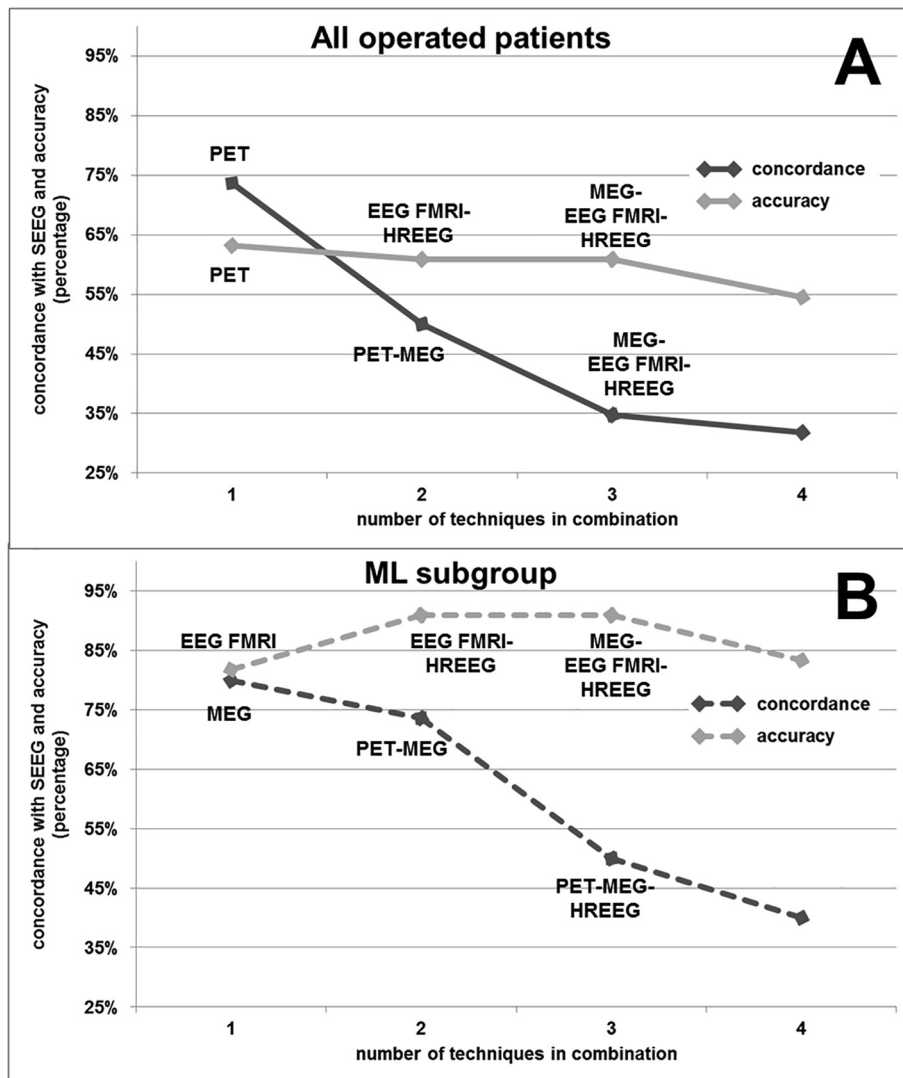 All operated patients
A
95%
85%
75%
65%
55%
45%
35%
25%
concordance with SEEG and accuracy
(percentage)
PET
PET
EEG FMRI-
HREEG
PET-MEG
MEG-
EEG FMRI-
HREEG
MEG-
EEG FMRI-
HREEG
concordance
accuracy
1
2
3
4
number of techniques in combination
ML subgroup
B
95%
85%
75%
65%
55%
45%
35%
25%
concordance with SEEG and accuracy
(percentage)
EEG FMRI
MEG
EEG FMRI-
HREEG
PET-MEG
MEG-
EEG FMRI-
HREEG
PET-MEG-
HREEG
concordance
accuracy
1
2
3
4
number of techniques in combination